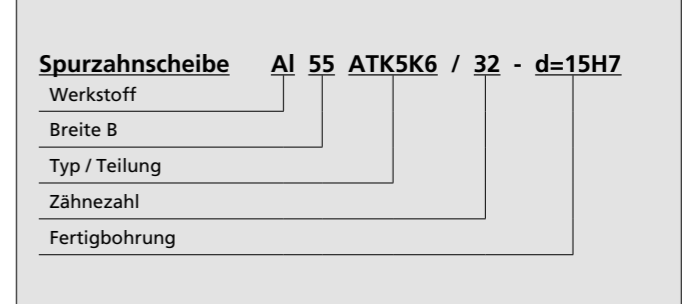 Spurzahnscheibe Al 55 ATK5K6 / 32 - d=15H7
Werkstoff
Breite B
Typ / Teilung
Zähnezahl
Fertigbohrung